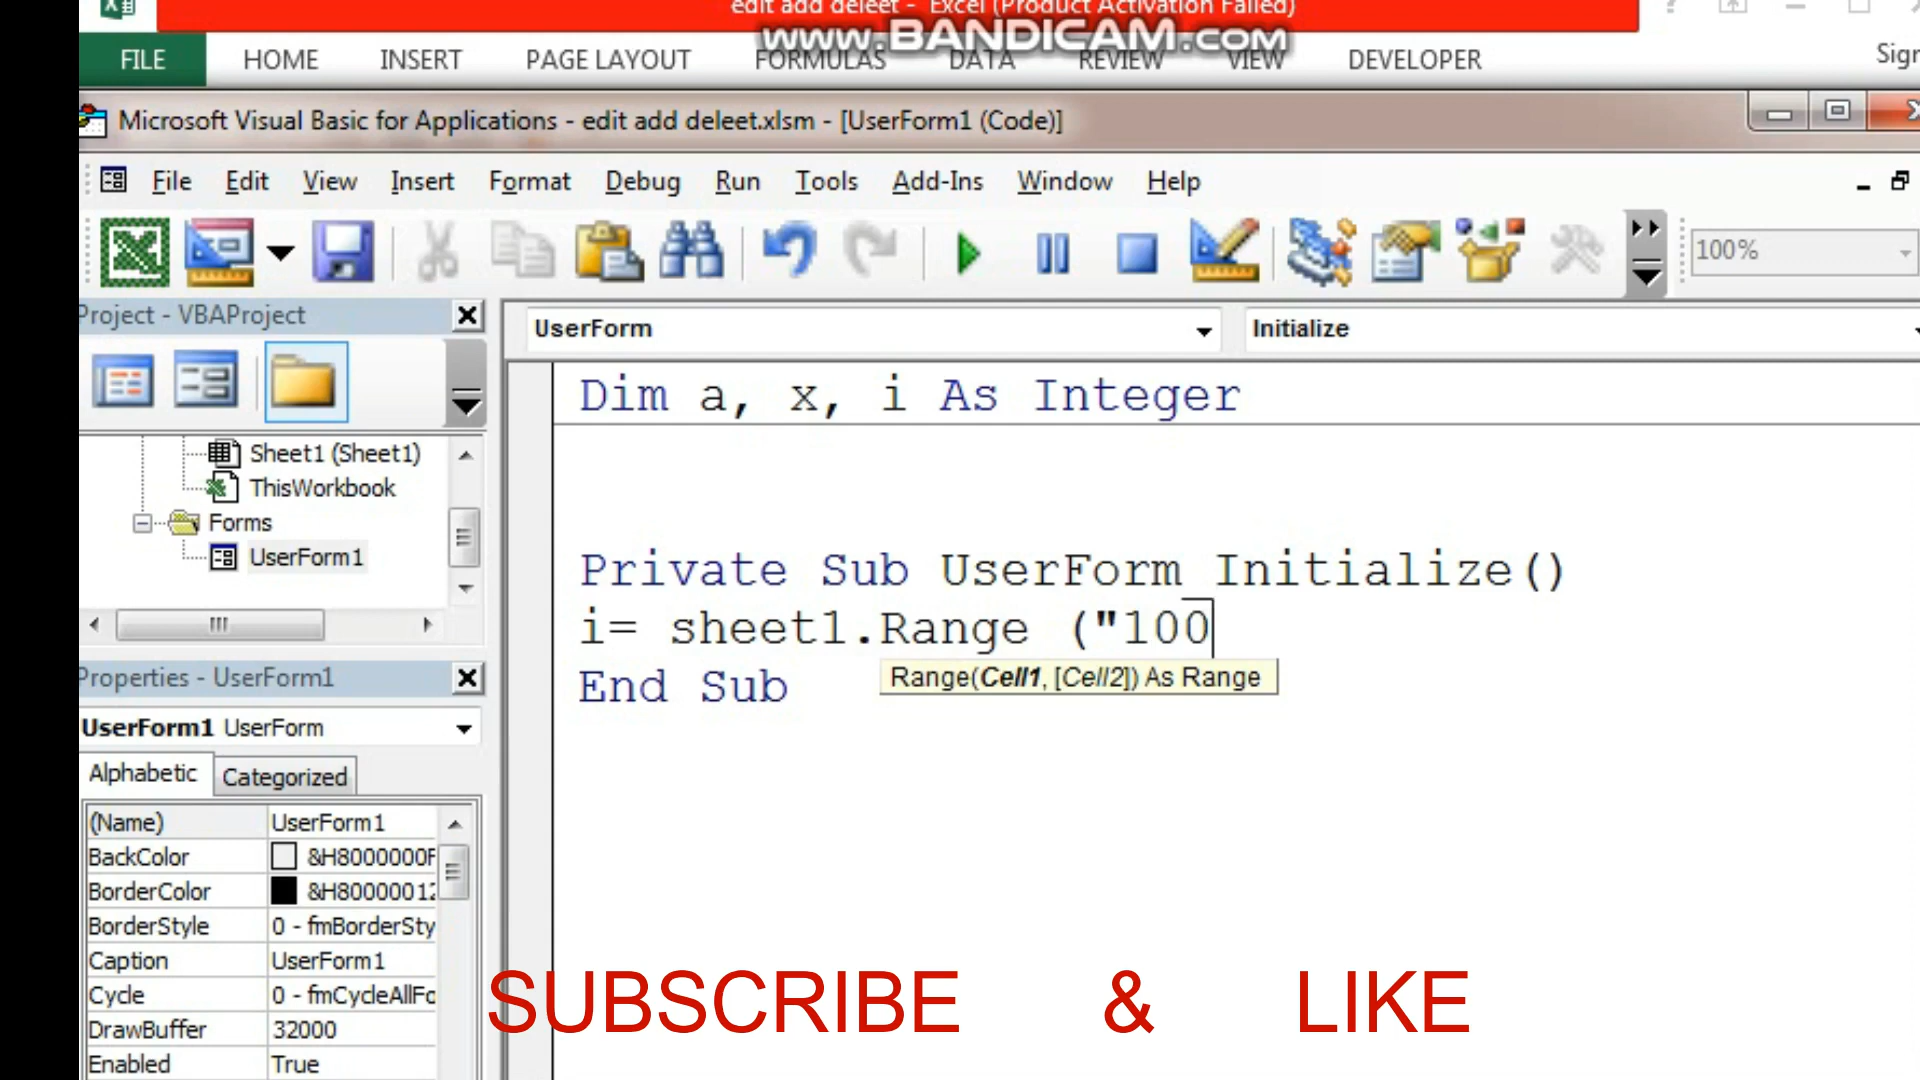 edit add deleet - Excel (Product Activation Failed)
www.BANDICAM.com
FILE HOME INSERT PAGE LAYOUT FORMULAS DATA REVIEW VIEW DEVELOPER Sign
Microsoft Visual Basic for Applications - edit add deleet.xlsm - [UserForm1 (Code)]
File Edit View Insert Format Debug Run Tools Add-Ins Window Help
100%
Project - VBAProject
UserForm Initialize
Dim a, x, i As Integer
Sheet1 (Sheet1)
ThisWorkbook
Forms
UserForm1
Private Sub UserForm_Initialize()
i= sheet1.Range ("100
Range(Cell1, [Cell2]) As Range
End Sub
Properties - UserForm1
UserForm1 UserForm
Alphabetic Categorized
(Name) UserForm1
BackColor &H8000000F
BorderColor &H80000012
BorderStyle 0 - fmBorderSty
Caption UserForm1
Cycle 0 - fmCycleAllFo
DrawBuffer 32000
Enabled True
SUBSCRIBE & LIKE